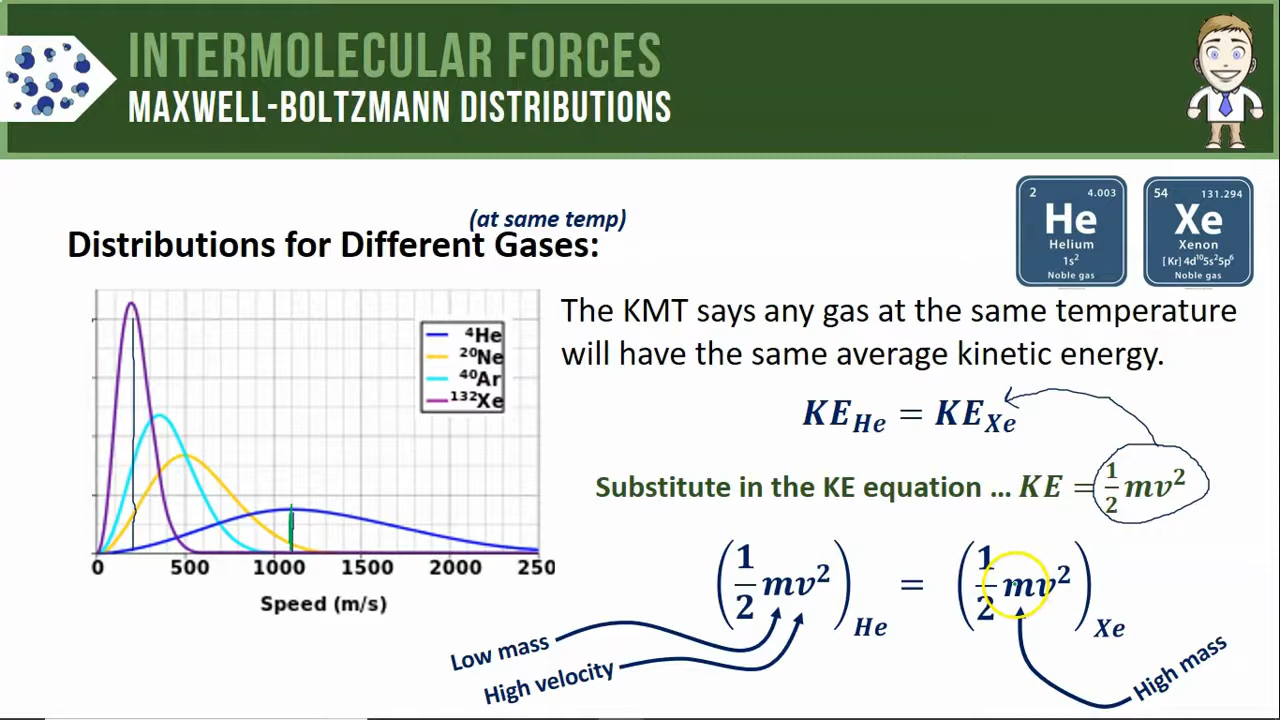 INTERMOLECULAR FORCES
MAXWELL-BOLTZMANN DISTRIBUTIONS
2 4.003
He
Helium
1s²
Noble gas
54 131.294
Xe
Xenon
[Kr] 4d¹⁰5s²5p⁶
Noble gas
(at same temp)
Distributions for Different Gases:
⁴He
²⁰Ne
⁴⁰Ar
¹³²Xe
0 500 1000 1500 2000 250
Speed (m/s)
The KMT says any gas at the same temperature
will have the same average kinetic energy.
KE_He = KE_Xe
Substitute in the KE equation ... KE = 1/2 mv²
(1/2 mv²)_He = (1/2 mv²)_Xe
Low mass
High velocity
High mass